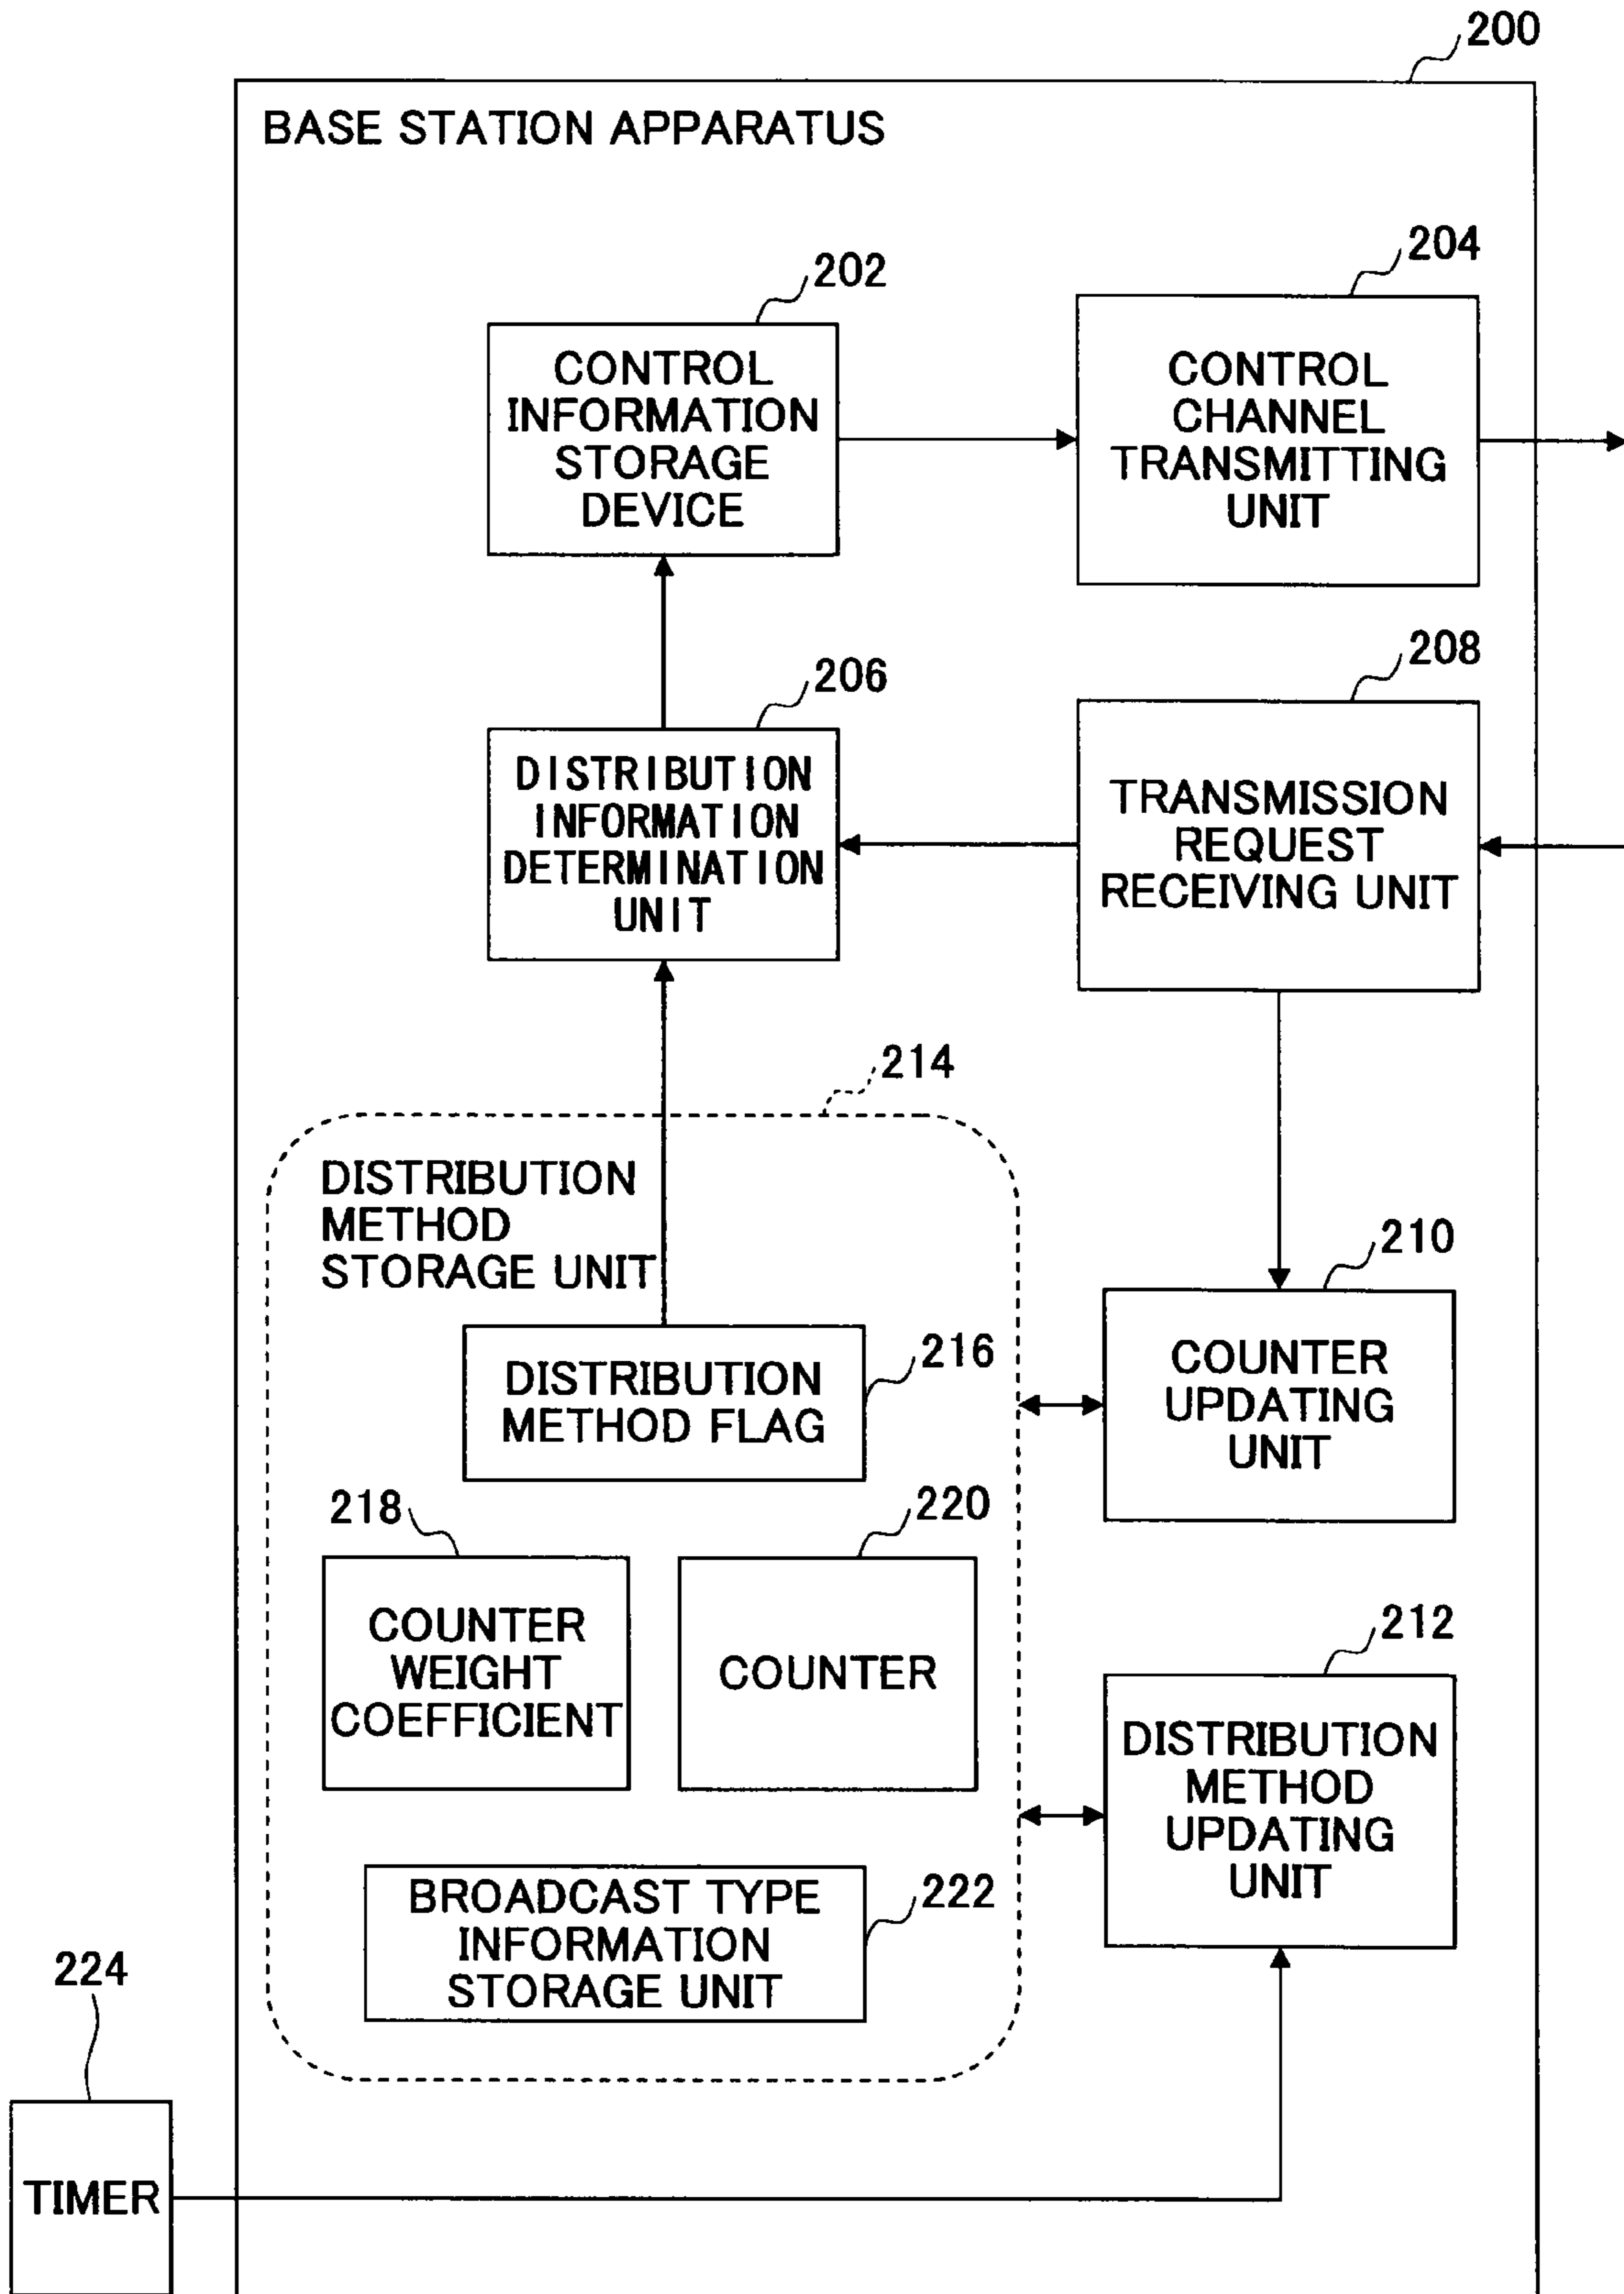 200
BASE STATION APPARATUS
204
202
CONTROL
INFORMATION
STORAGE
DEVICE
CONTROL
CHANNEL
TRANSMITTING
UNIT
206
208
DISTRIBUTION
INFORMATION
DETERMINATION
UNIT
TRANSMISSION
REQUEST
RECEIVING UNIT
214
DISTRIBUTION
METHOD
STORAGE UNIT
210
216
DISTRIBUTION
METHOD FLAG
COUNTER
UPDATING
UNIT
218
220
COUNTER
WEIGHT
COEFFICIENT
COUNTER
212
DISTRIBUTION
METHOD
UPDATING
UNIT
BROADCAST TYPE
INFORMATION
STORAGE UNIT
222
224
TIMER